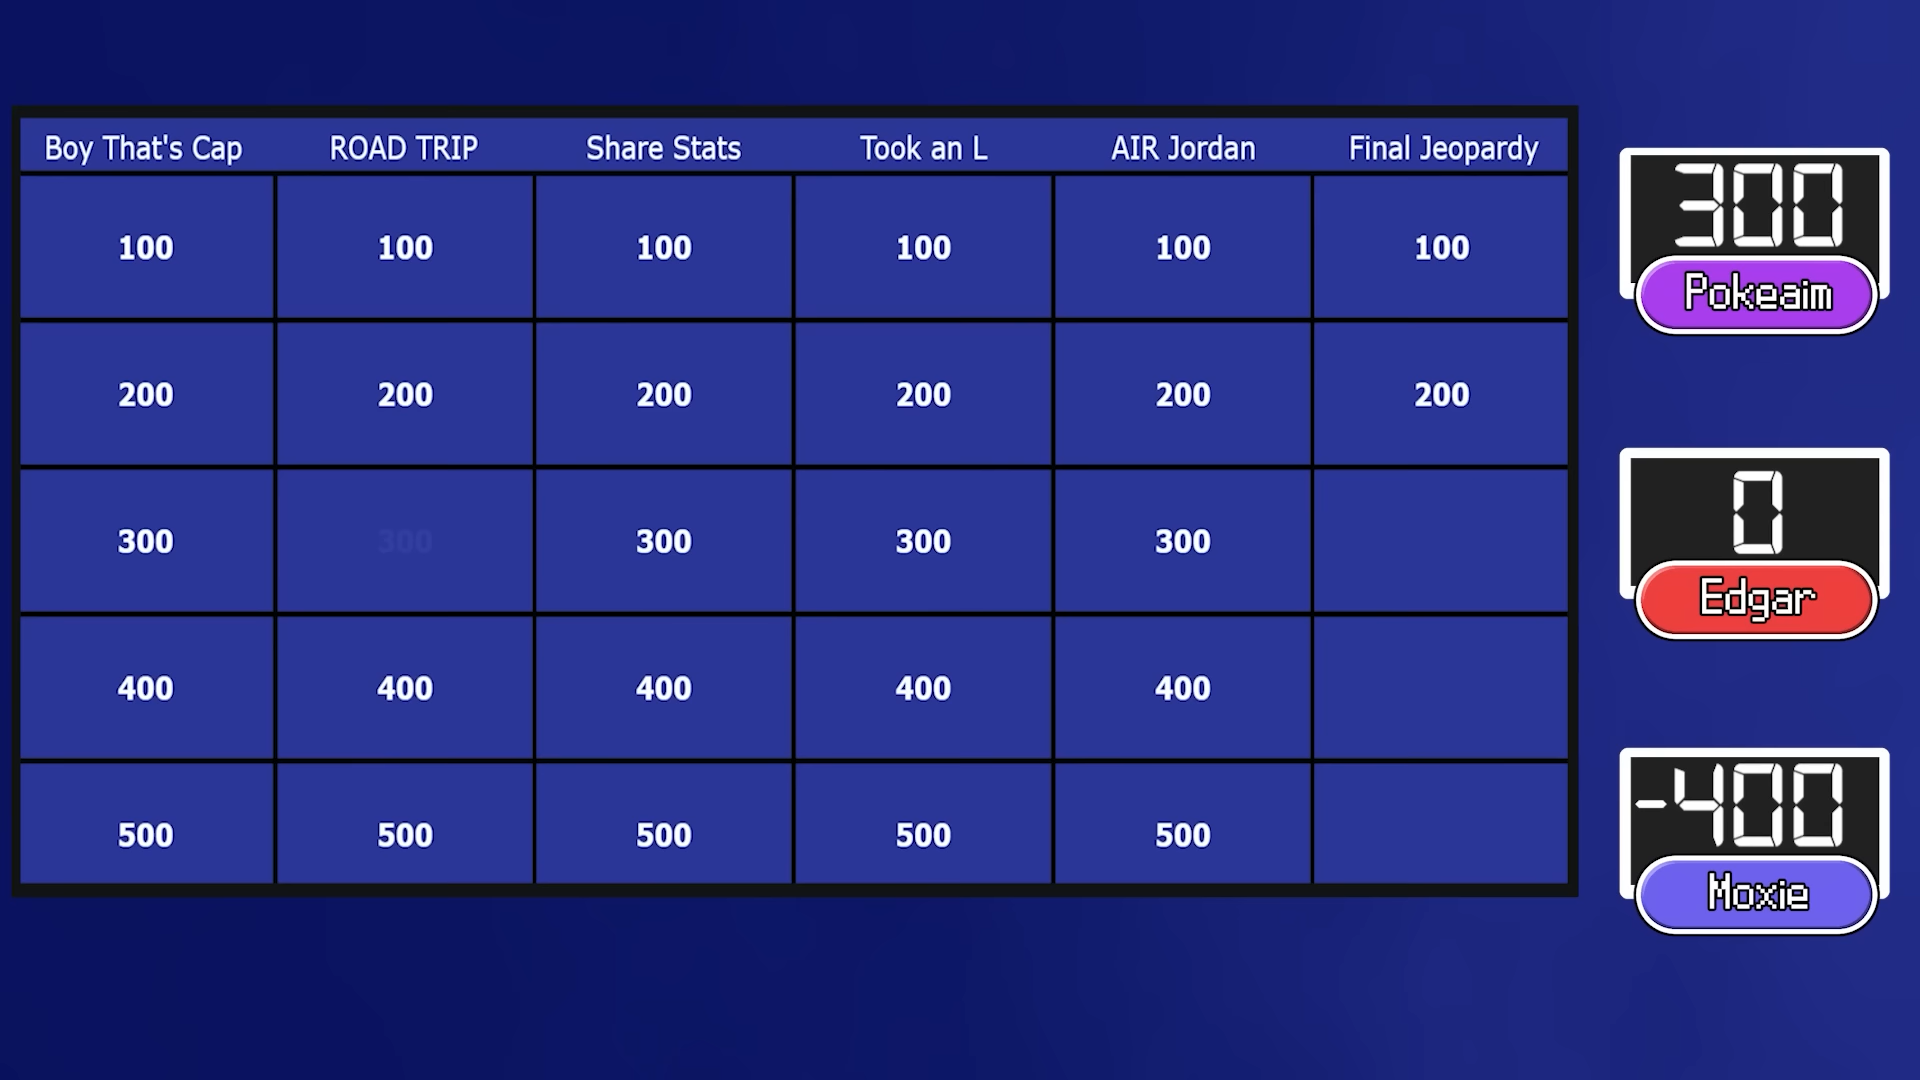 Boy That's Cap ROAD TRIP Share Stats Took an L AIR Jordan Final Jeopardy
100 100 100 100 100 100
200 200 200 200 200 200
300 300 300 300 300
400 400 400 400 400
500 500 500 500 500
300
Pokeaim
0
Edgar
-400
Moxie